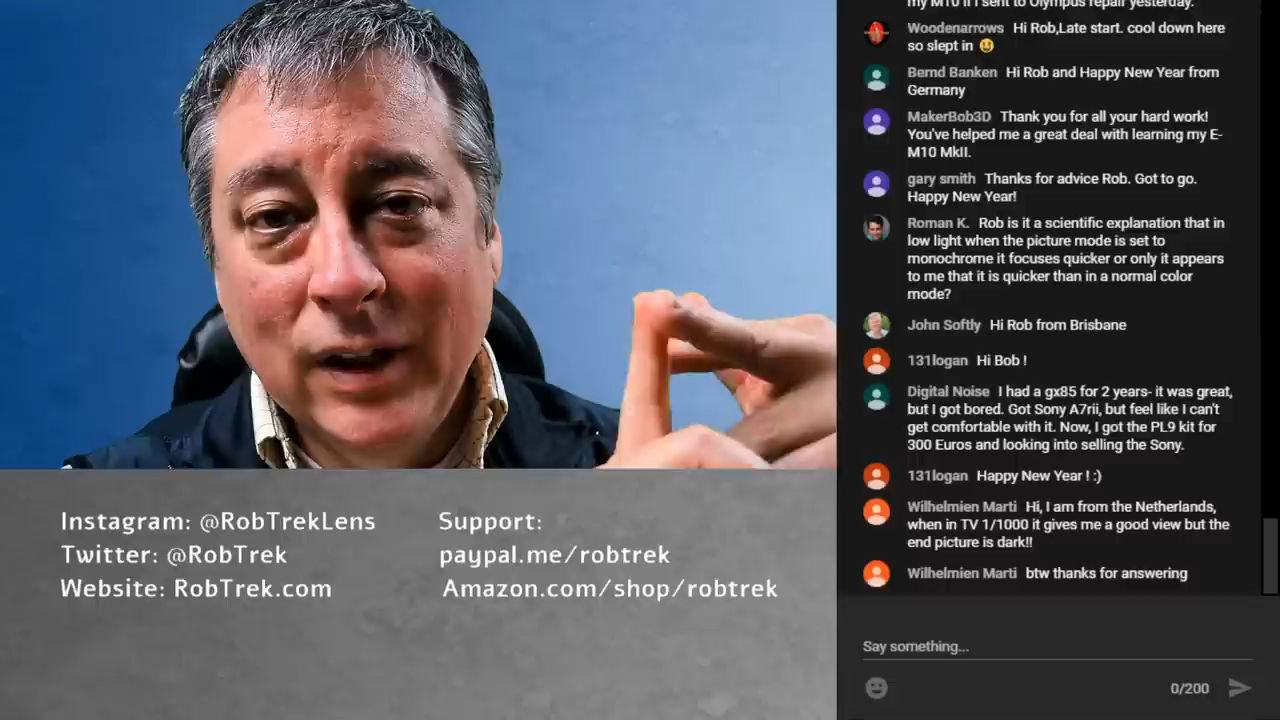 my M10 II I sent to Olympus repair yesterday.
Woodenarrows Hi Rob,Late start. cool down here
so slept in 😃
Bernd Banken Hi Rob and Happy New Year from
Germany
MakerBob3D Thank you for all your hard work!
You've helped me a great deal with learning my E-
M10 MkII.
gary smith Thanks for advice Rob. Got to go.
Happy New Year!
Roman K. Rob is it a scientific explanation that in
low light when the picture mode is set to
monochrome it focuses quicker or only it appears
to me that it is quicker than in a normal color
mode?
John Softly Hi Rob from Brisbane
131logan Hi Bob !
Digital Noise I had a gx85 for 2 years- it was great,
but I got bored. Got Sony A7rii, but feel like I can't
get comfortable with it. Now, I got the PL9 kit for
300 Euros and looking into selling the Sony.
131logan Happy New Year ! :)
Wilhelmien Marti Hi, I am from the Netherlands,
when in TV 1/1000 it gives me a good view but the
end picture is dark!!
Wilhelmien Marti btw thanks for answering
Say something...
0/200
Instagram: @RobTrekLens
Twitter: @RobTrek
Website: RobTrek.com
Support:
paypal.me/robtrek
Amazon.com/shop/robtrek